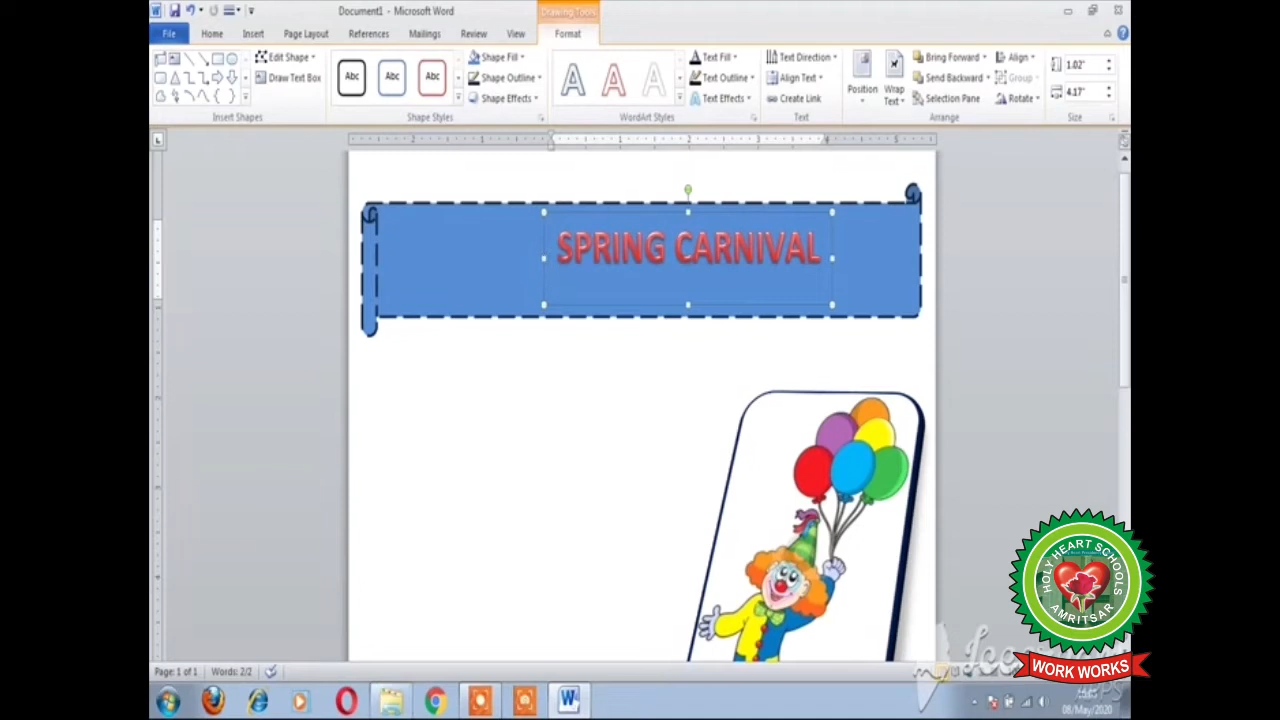 Document1 - Microsoft Word
Drawing Tools
File Home Insert Page Layout References Mailings Review View Format
Edit Shape
Draw Text Box
Insert Shapes
Abc Abc Abc
Shape Fill
Shape Outline
Shape Effects
Shape Styles
A A A
Text Fill
Text Outline
Text Effects
WordArt Styles
Text Direction
Align Text
Create Link
Text
Position
Wrap Text
Bring Forward
Send Backward
Selection Pane
Align
Group
Rotate
Arrange
1.02"
4.17"
Size
SPRING CARNIVAL
HOLY HEART SCHOOLS
AMRITSAR
WORK WORKS
Page: 1 of 1 Words: 2/2
08/May/2020